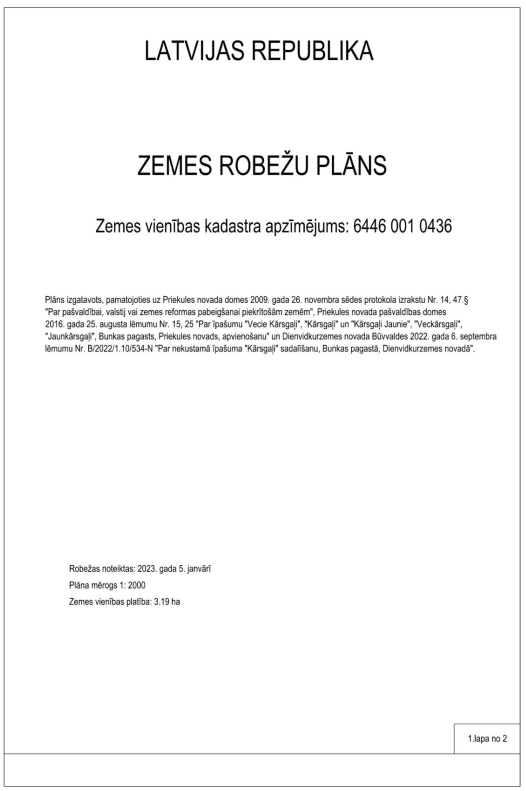 LATVIJAS REPUBLIKA
ZEMES ROBEŽU PLĀNS
Zemes vienības kadastra apzīmējums: 6446 001 0436
Plāns izgatavots, pamatojoties uz Priekules novada domes 2009. gada 26. novembra sēdes protokola izrakstu Nr. 14, 47.§
"Par pašvaldībai, valstij vai zemes reformas pabeigšanai piekritošām zemēm", Priekules novada pašvaldības domes
2016. gada 25. augusta lēmumu Nr. 15, 25 "Par īpašumu "Vecie Kārsgaļi", "Kārsgaļi" un "Kārsgaļi Jaunie", "Veckārsgaļi",
"Jaunkārsgaļi", Bunkas pagasts, Priekules novads, apvienošanu" un Dienvidkurzemes novada Būvvaldes 2022. gada 6. septembra
lēmumu Nr. B/2022/1.10/534-N "Par nekustamā īpašuma "Kārsgaļi" sadalīšanu, Bunkas pagastā, Dienvidkurzemes novadā".
Robežas noteiktas: 2023. gada 5. janvārī
Plāna mērogs 1: 2000
Zemes vienības platība: 3.19 ha
1.lapa no 2